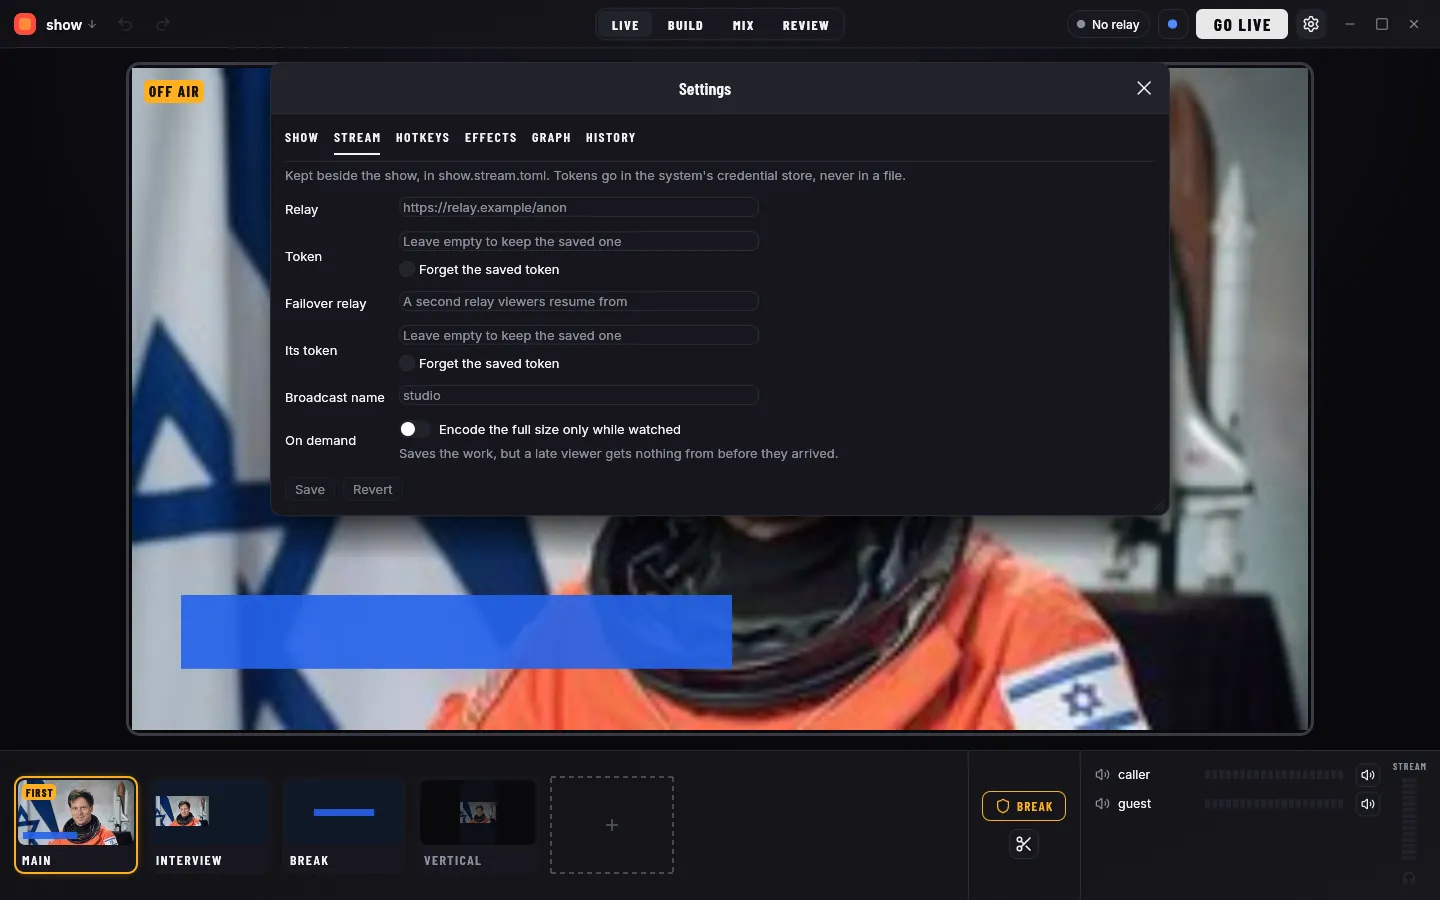 show
LIVE
BUILD
MIX
REVIEW
No relay
GO LIVE
OFF AIR
Settings
SHOW
STREAM
HOTKEYS
EFFECTS
GRAPH
HISTORY
Kept beside the show, in show.stream.toml. Tokens go in the system's credential store, never in a file.
Relay
https://relay.example/anon
Token
Leave empty to keep the saved one
Forget the saved token
Failover relay
A second relay viewers resume from
Its token
Leave empty to keep the saved one
Forget the saved token
Broadcast name
studio
On demand
Encode the full size only while watched
Saves the work, but a late viewer gets nothing from before they arrived.
Save
Revert
FIRST
MAIN
INTERVIEW
BREAK
VERTICAL
BREAK
caller
guest
STREAM